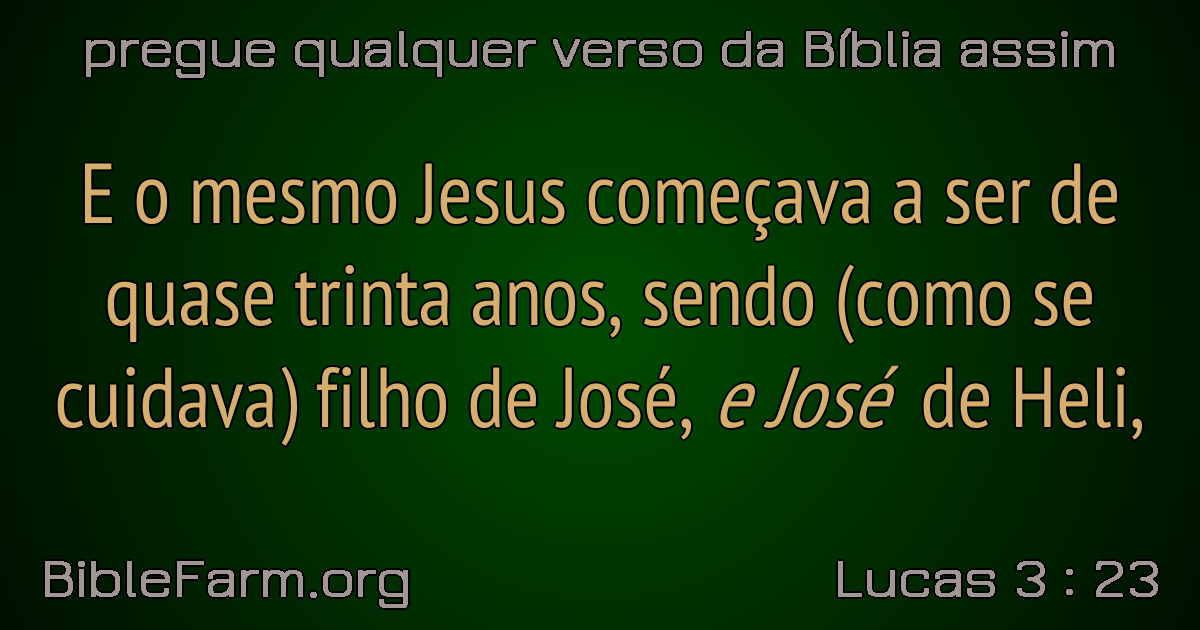 pregue qualquer verso da Bíblia assim
E o mesmo Jesus começava a ser de
quase trinta anos, sendo (como se
cuidava) filho de José, e José de Heli,
BibleFarm.org
Lucas 3 : 23